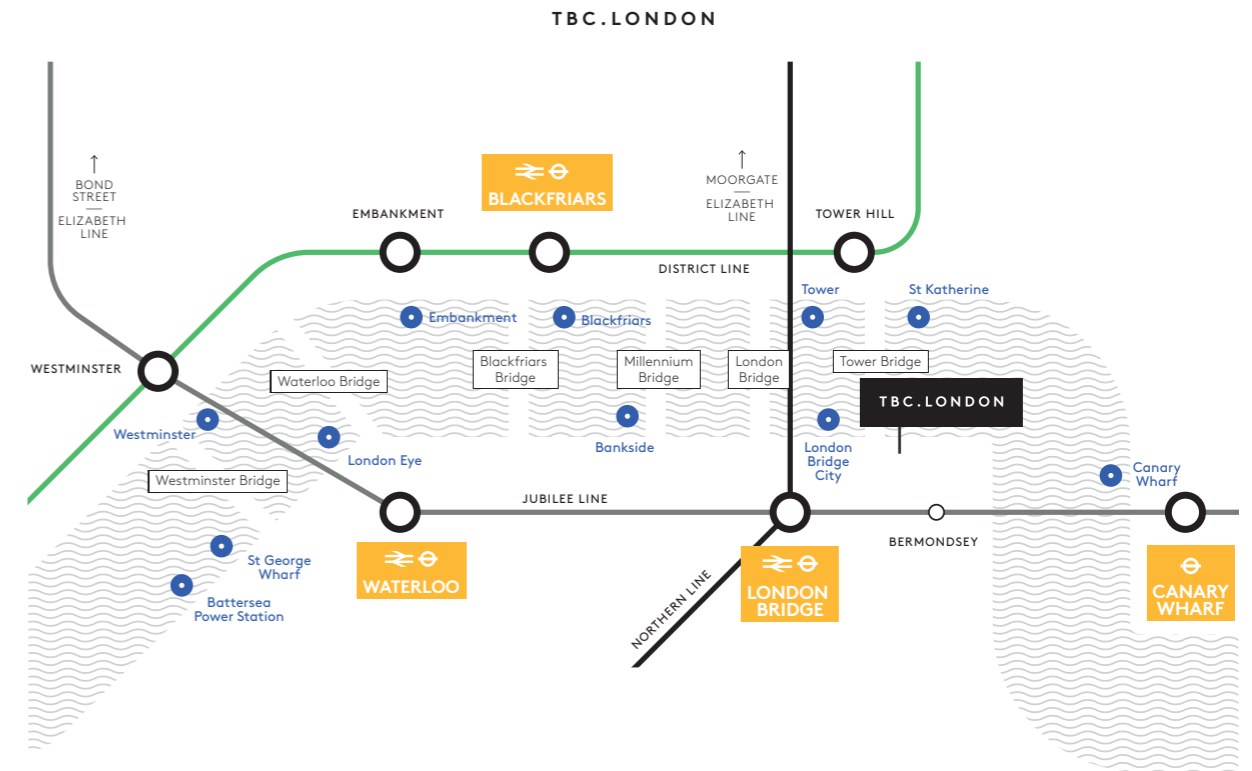 TBC.LONDON
BOND
STREET
ELIZABETH
LINE
BLACKFRIARS
MOORGATE
ELIZABETH
LINE
EMBANKMENT
TOWER HILL
DISTRICT LINE
Tower
St Katherine
Embankment
Blackfriars
WESTMINSTER
Waterloo Bridge
Blackfriars
Bridge
Millennium
Bridge
London
Bridge
Tower Bridge
TBC.LONDON
Westminster
London Eye
Bankside
London
Bridge
City
Canary
Wharf
Westminster Bridge
JUBILEE LINE
BERMONDSEY
St George
Wharf
Battersea
Power Station
WATERLOO
NORTHERN LINE
LONDON
BRIDGE
CANARY
WHARF